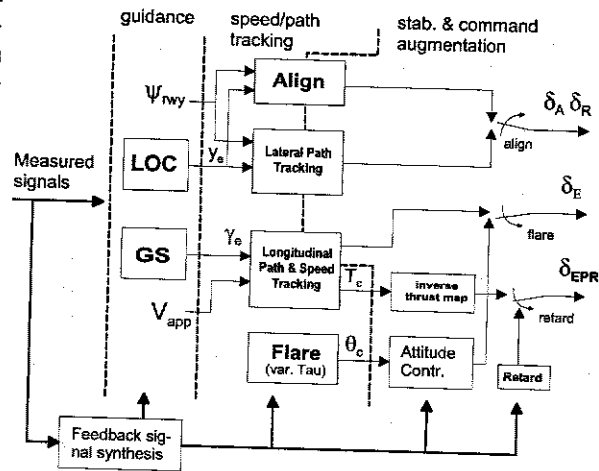 guidance
speed/path
tracking
stab. & command
augmentation
Align
Ψrwy
δA δR
align
Measured
signals
LOC
ye
Lateral Path
Tracking
δE
flare
GS
γe
Longitudinal
Path & Speed
Tracking
Tc
inverse
thrust map
δEPR
retard
Vapp
Flare
(var. Tau)
θc
Attitude
Contr.
Retard
Feedback sig-
nal synthesis